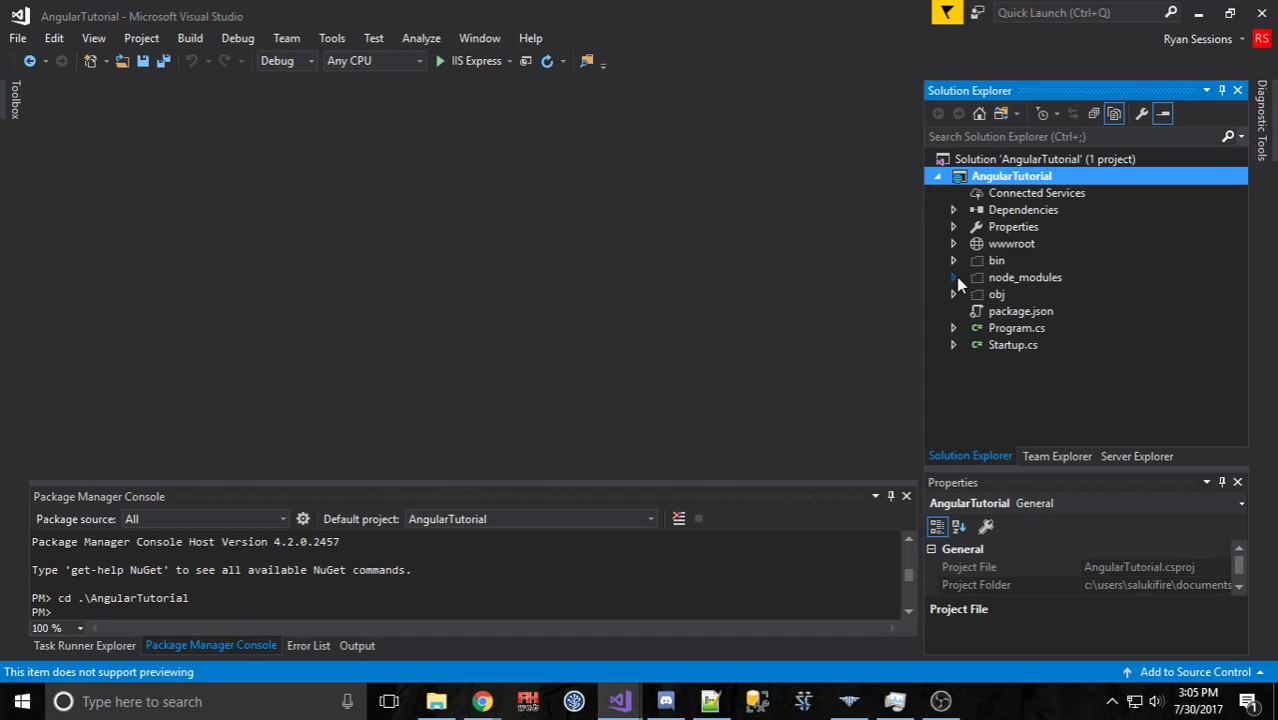 AngularTutorial - Microsoft Visual Studio
Quick Launch (Ctrl+Q)
File Edit View Project Build Debug Team Tools Test Analyze Window Help
Ryan Sessions RS
Debug Any CPU IIS Express
Toolbox
Solution Explorer
Search Solution Explorer (Ctrl+;)
Solution 'AngularTutorial' (1 project)
AngularTutorial
Connected Services
Dependencies
Properties
wwwroot
bin
node_modules
obj
package.json
C# Program.cs
C# Startup.cs
Diagnostic Tools
Solution Explorer Team Explorer Server Explorer
Properties
AngularTutorial General
General
Project File AngularTutorial.csproj
Project Folder c:\users\salukifire\documents
Project File
Package Manager Console
Package source: All Default project: AngularTutorial
Package Manager Console Host Version 4.2.0.2457
Type 'get-help NuGet' to see all available NuGet commands.
PM> cd .\AngularTutorial
PM>
100 %
Task Runner Explorer Package Manager Console Error List Output
This item does not support previewing
Add to Source Control
Type here to search
RH web
3:05 PM
7/30/2017
1